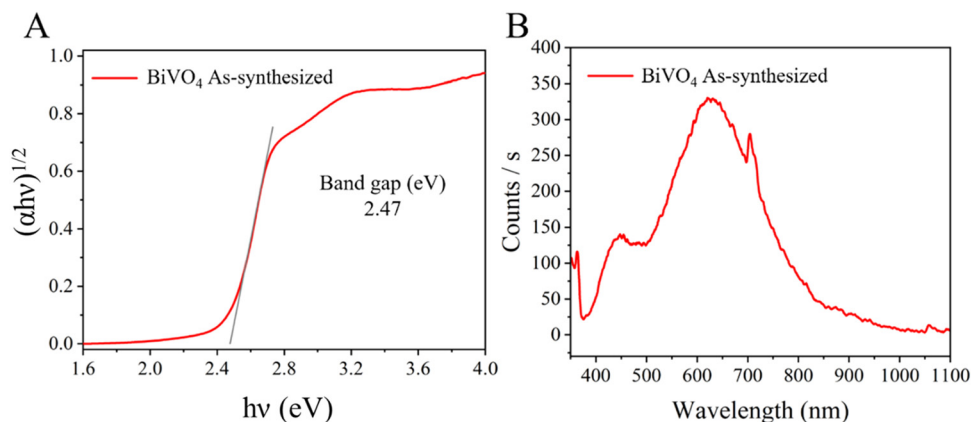 A
BiVO₄ As-synthesized
(αhν)^1/2
1.0
0.8
0.6
0.4
0.2
0.0
Band gap (eV)
2.47
1.6 2.0 2.4 2.8 3.2 3.6 4.0
hν (eV)
B
BiVO₄ As-synthesized
Counts / s
400
350
300
250
200
150
100
50
0
400 500 600 700 800 900 1000 1100
Wavelength (nm)